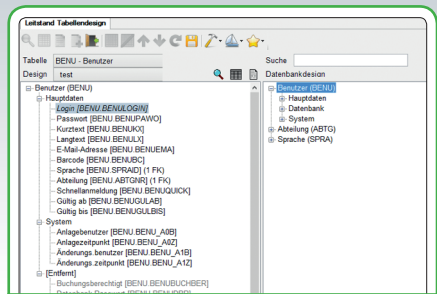 Leitstand Tabellendesign
Tabelle BENU - Benutzer
Suche
Design test
Datenbankdesign
Benutzer (BENU)
Hauptdaten
Login [BENU.BENULOGIN]
Passwort [BENU.BENUPAWO]
Kurztext [BENU.BENUKX]
Langtext [BENU.BENULX]
E-Mail-Adresse [BENU.BENUEMA]
Barcode [BENU.BENUBC]
Sprache [BENU.SPRAID] (1 FK)
Abteilung [BENU.ABTGNR] (1 FK)
Schnellanmeldung [BENU.BENUQUICK]
Gültig ab [BENU.BENUGULAB]
Gültig bis [BENU.BENUGULBIS]
System
Anlagebenutzer [BENU.BENU_A0B]
Anlagezeitpunkt [BENU.BENU_A0Z]
Änderungs.benutzer [BENU.BENU_A1B]
Änderungs.zeitpunkt [BENU.BENU_A1Z]
[Entfernt]
Buchungsberechtigt [BENU.BENUBUCHBER]
Benutzer (BENU)
Hauptdaten
Datenbank
System
Abteilung (ABTG)
Sprache (SPRA)